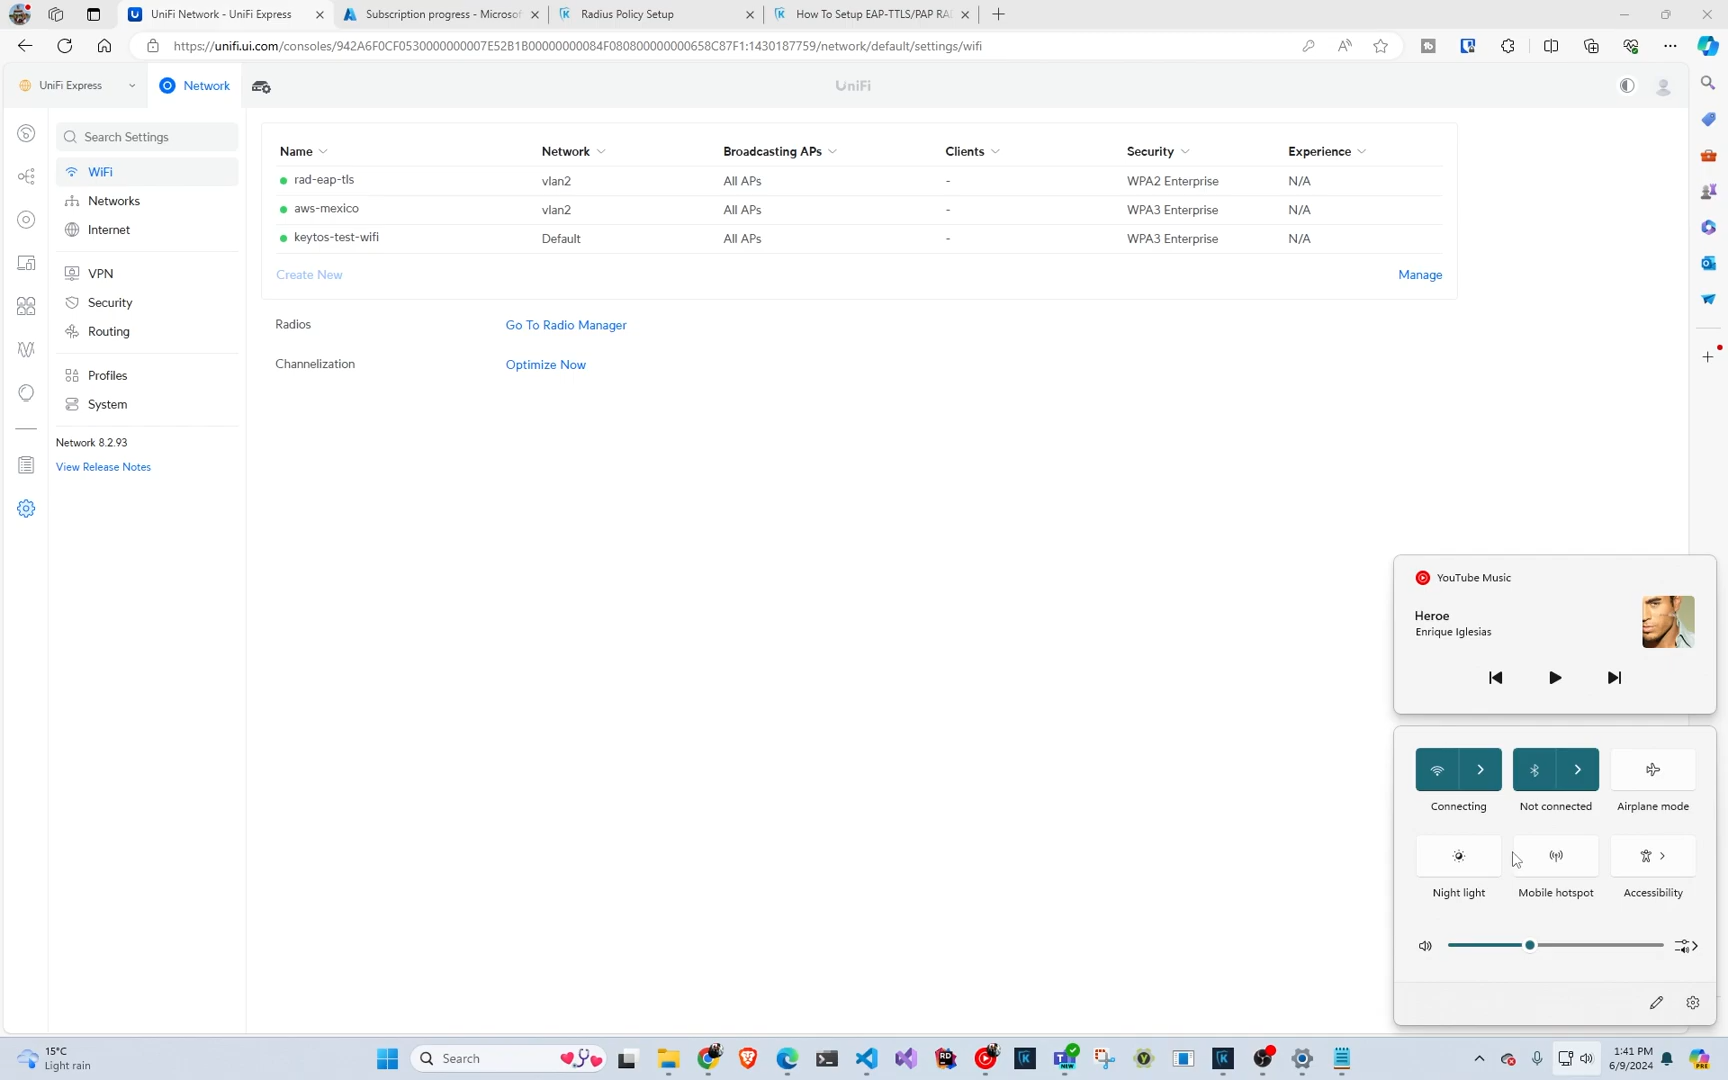 UniFi Network - UniFi Express
Subscription progress - Microsof
Radius Policy Setup
How To Setup EAP-TTLS/PAP RA
https://unifi.ui.com/consoles/942A6F0CF0530000000007E52B1B00000000084F080800000000658C87F1:1430187759/network/default/settings/wifi
UniFi Express
Network
UniFi
Search Settings
WiFi
Networks
Internet
VPN
Security
Routing
Profiles
System
Network 8.2.93
View Release Notes
Name Network Broadcasting APs Clients Security Experience
rad-eap-tls vlan2 All APs - WPA2 Enterprise N/A
aws-mexico vlan2 All APs - WPA3 Enterprise N/A
keytos-test-wifi Default All APs - WPA3 Enterprise N/A
Create New Manage
Radios Go To Radio Manager
Channelization Optimize Now
YouTube Music
Heroe
Enrique Iglesias
Connecting Not connected Airplane mode
Night light Mobile hotspot Accessibility
15°C
Light rain
Search
NEW
1:41 PM
6/9/2024
PRE